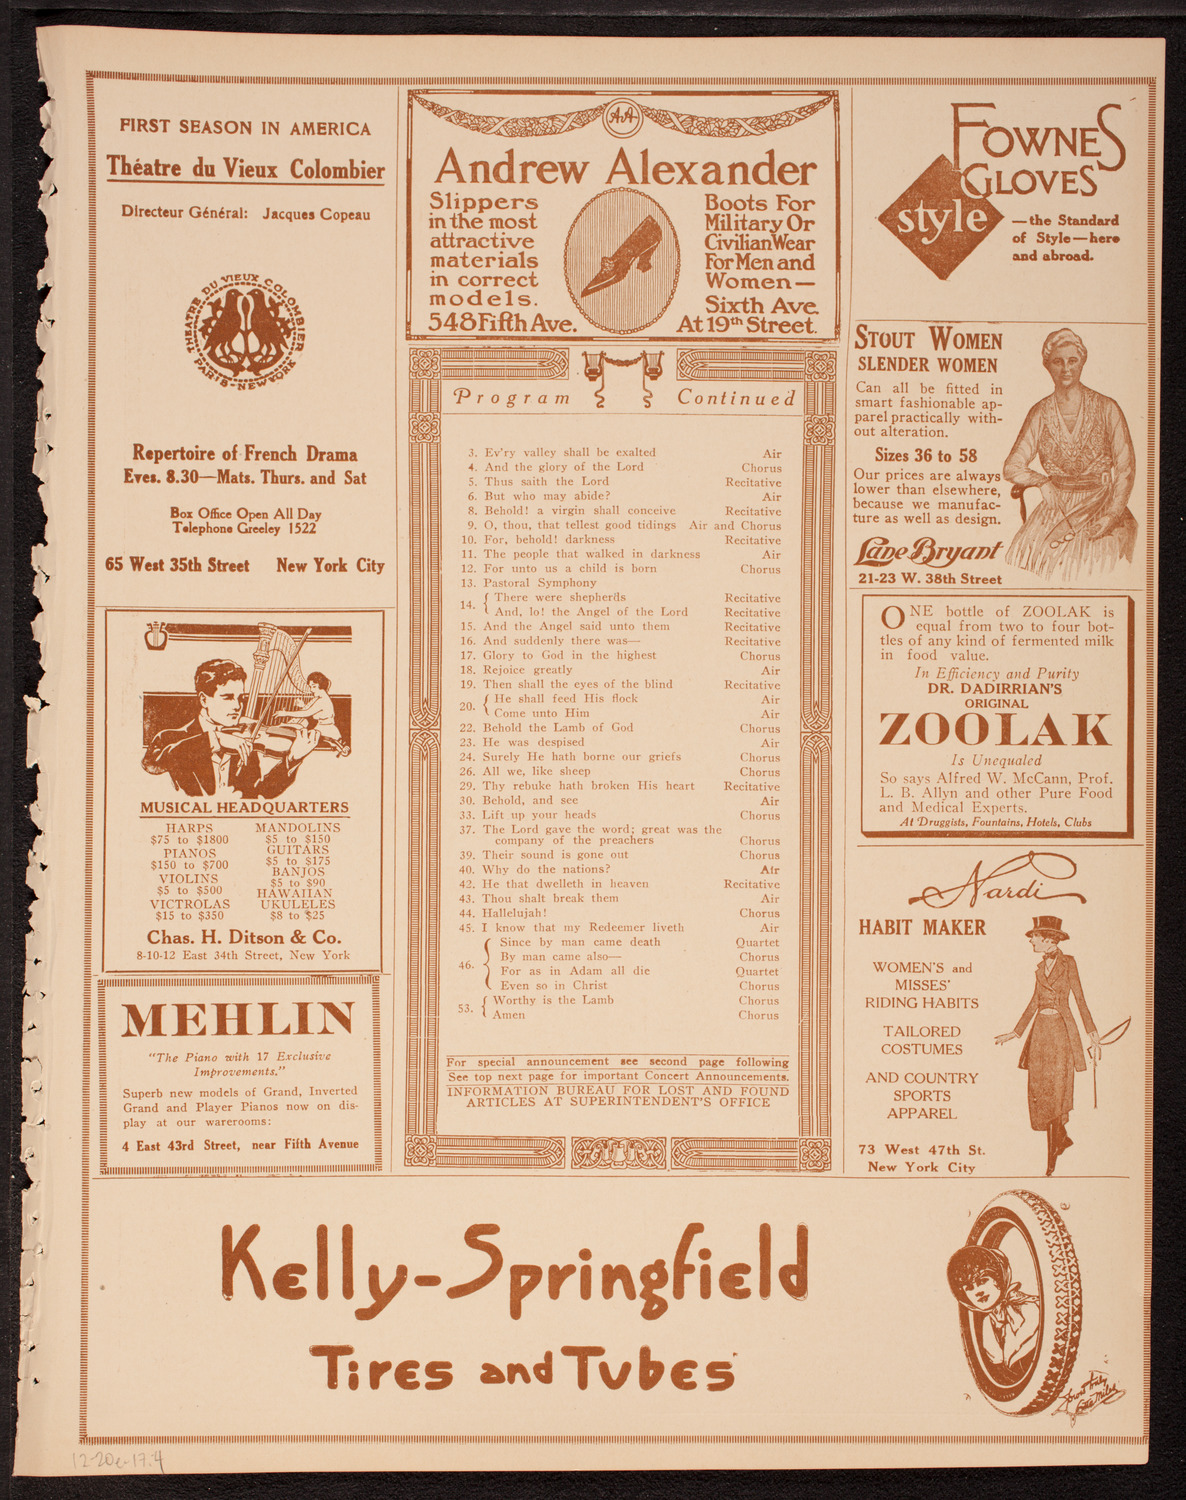 FIRST SEASON IN AMERICA
Théatre du Vieux Colombier
Directeur Général: Jacques Copeau
THEATRE DU VIEUX COLOMBIER
PARIS-NEW YORK
Repertoire of French Drama
Eves. 8.30—Mats. Thurs. and Sat
Box Office Open All Day
Telephone Greeley 1522
65 West 35th Street New York City
MUSICAL HEADQUARTERS
HARPS
$75 to $1800
PIANOS
$150 to $700
VIOLINS
$5 to $500
VICTROLAS
$15 to $350
MANDOLINS
$5 to $150
GUITARS
$5 to $175
BANJOS
$5 to $90
HAWAIIAN
UKULELES
$8 to $25
Chas. H. Ditson & Co.
8-10-12 East 34th Street, New York
MEHLIN
"The Piano with 17 Exclusive
Improvements."
Superb new models of Grand, Inverted
Grand and Player Pianos now on dis-
play at our warerooms:
4 East 43rd Street, near Fifth Avenue
AA
Andrew Alexander
Slippers
in the most
attractive
materials
in correct
models.
548 Fifth Ave.
Boots For
Military Or
Civilian Wear
For Men and
Women—
Sixth Ave.
At 19th Street.
Program Continued
3. Ev'ry valley shall be exalted Air
4. And the glory of the Lord Chorus
5. Thus saith the Lord Recitative
6. But who may abide? Air
8. Behold! a virgin shall conceive Recitative
9. O, thou, that tellest good tidings Air and Chorus
10. For, behold! darkness Recitative
11. The people that walked in darkness Air
12. For unto us a child is born Chorus
13. Pastoral Symphony
14. { There were shepherds Recitative
And, lo! the Angel of the Lord Recitative
15. And the Angel said unto them Recitative
16. And suddenly there was— Recitative
17. Glory to God in the highest Chorus
18. Rejoice greatly Air
19. Then shall the eyes of the blind Recitative
20. { He shall feed His flock Air
Come unto Him Air
22. Behold the Lamb of God Chorus
23. He was despised Air
24. Surely He hath borne our griefs Chorus
26. All we, like sheep Chorus
29. Thy rebuke hath broken His heart Recitative
30. Behold, and see Air
33. Lift up your heads Chorus
37. The Lord gave the word; great was the
company of the preachers Chorus
39. Their sound is gone out Chorus
40. Why do the nations? Air
42. He that dwelleth in heaven Recitative
43. Thou shalt break them Air
44. Hallelujah! Chorus
45. I know that my Redeemer liveth Air
46. { Since by man came death Quartet
By man came also— Chorus
For as in Adam all die Quartet
Even so in Christ Chorus
53. { Worthy is the Lamb Chorus
Amen Chorus
For special announcement see second page following
See top next page for important Concert Announcements.
INFORMATION BUREAU FOR LOST AND FOUND
ARTICLES AT SUPERINTENDENT'S OFFICE
FOWNES
GLOVES
style
—the Standard
of Style—here
and abroad.
STOUT WOMEN
SLENDER WOMEN
Can all be fitted in
smart fashionable ap-
parel practically with-
out alteration.
Sizes 36 to 58
Our prices are always
lower than elsewhere,
because we manufac-
ture as well as design.
Lane Bryant
21-23 W. 38th Street
ONE bottle of ZOOLAK is
equal from two to four bot-
tles of any kind of fermented milk
in food value.
In Efficiency and Purity
DR. DADIRRIAN'S
ORIGINAL
ZOOLAK
Is Unequaled
So says Alfred W. McCann, Prof.
L. B. Allyn and other Pure Food
and Medical Experts.
At Druggists, Fountains, Hotels, Clubs
Nardi
HABIT MAKER
WOMEN'S and
MISSES'
RIDING HABITS
TAILORED
COSTUMES
AND COUNTRY
SPORTS
APPAREL
73 West 47th St.
New York City
Kelly-Springfield
Tires and Tubes
12-20e-17.4